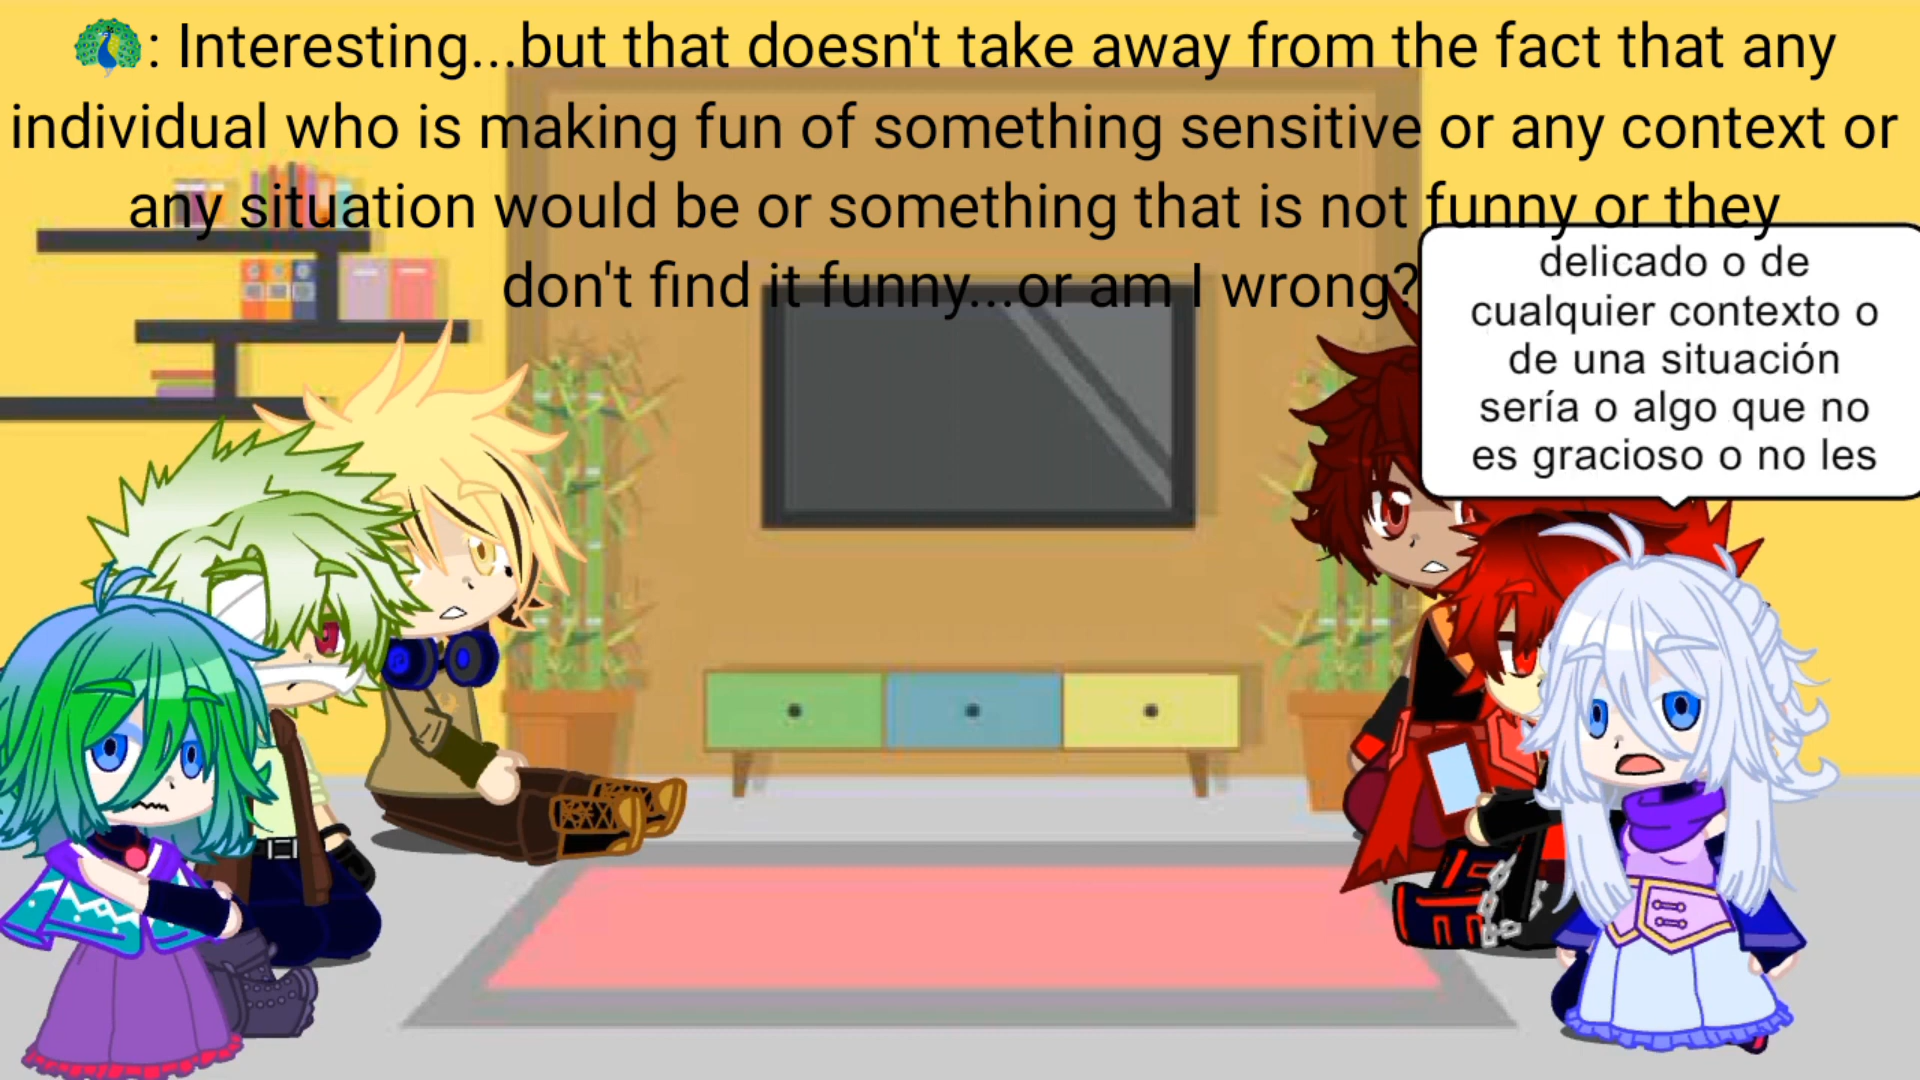 🦚: Interesting...but that doesn't take away from the fact that any
individual who is making fun of something sensitive or any context or
any situation would be or something that is not funny or they
don't find it funny...or am I wrong?
delicado o de
cualquier contexto o
de una situación
sería o algo que no
es gracioso o no les